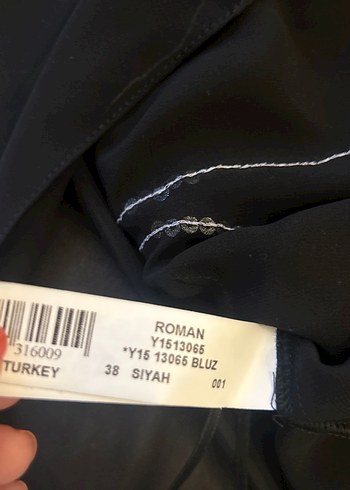 ROMAN
Y1513065
*Y15 13065 BLUZ
316009
TURKEY 38 SIYAH
001